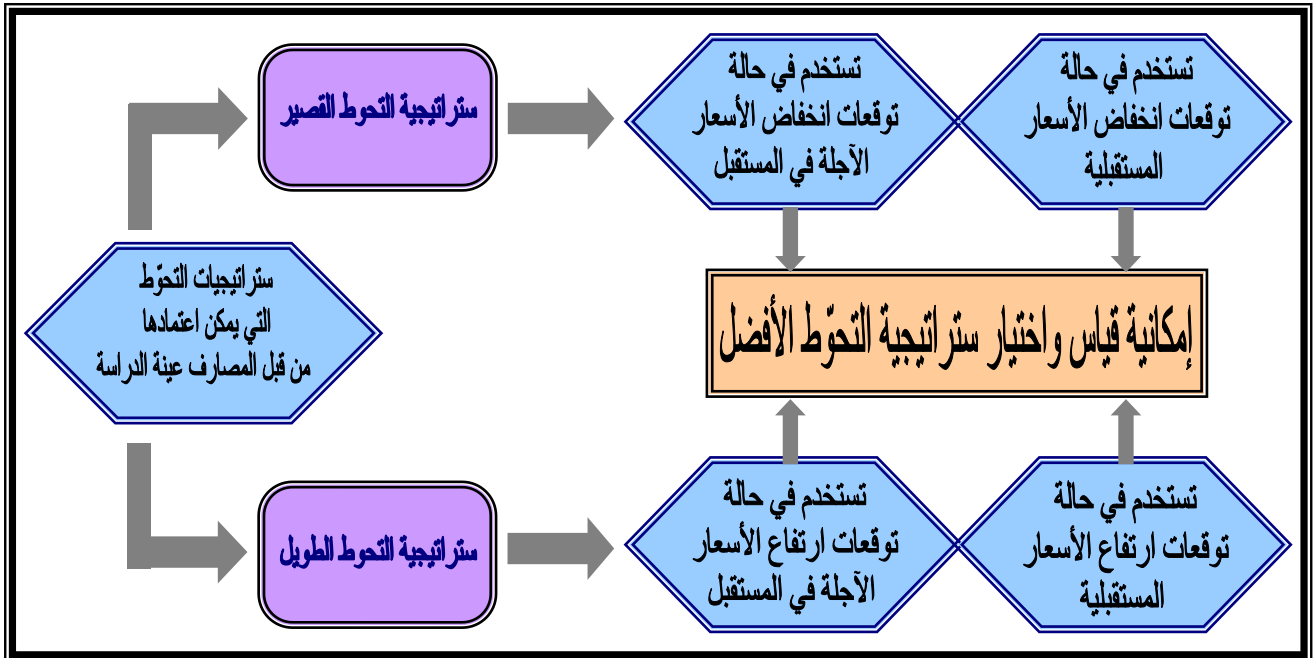 ستراتيجيات التحوّط
التي يمكن اعتمادها
من قبل المصارف عينة الدراسة
ستراتيجية التحوط القصير
تستخدم في حالة
توقعات انخفاض الأسعار
الآجلة في المستقبل
تستخدم في حالة
توقعات انخفاض الأسعار
المستقبلية
إمكانية قياس واختيار ستراتيجية التحوّط الأفضل
ستراتيجية التحوط الطويل
تستخدم في حالة
توقعات ارتفاع الأسعار
الآجلة في المستقبل
تستخدم في حالة
توقعات ارتفاع الأسعار
المستقبلية